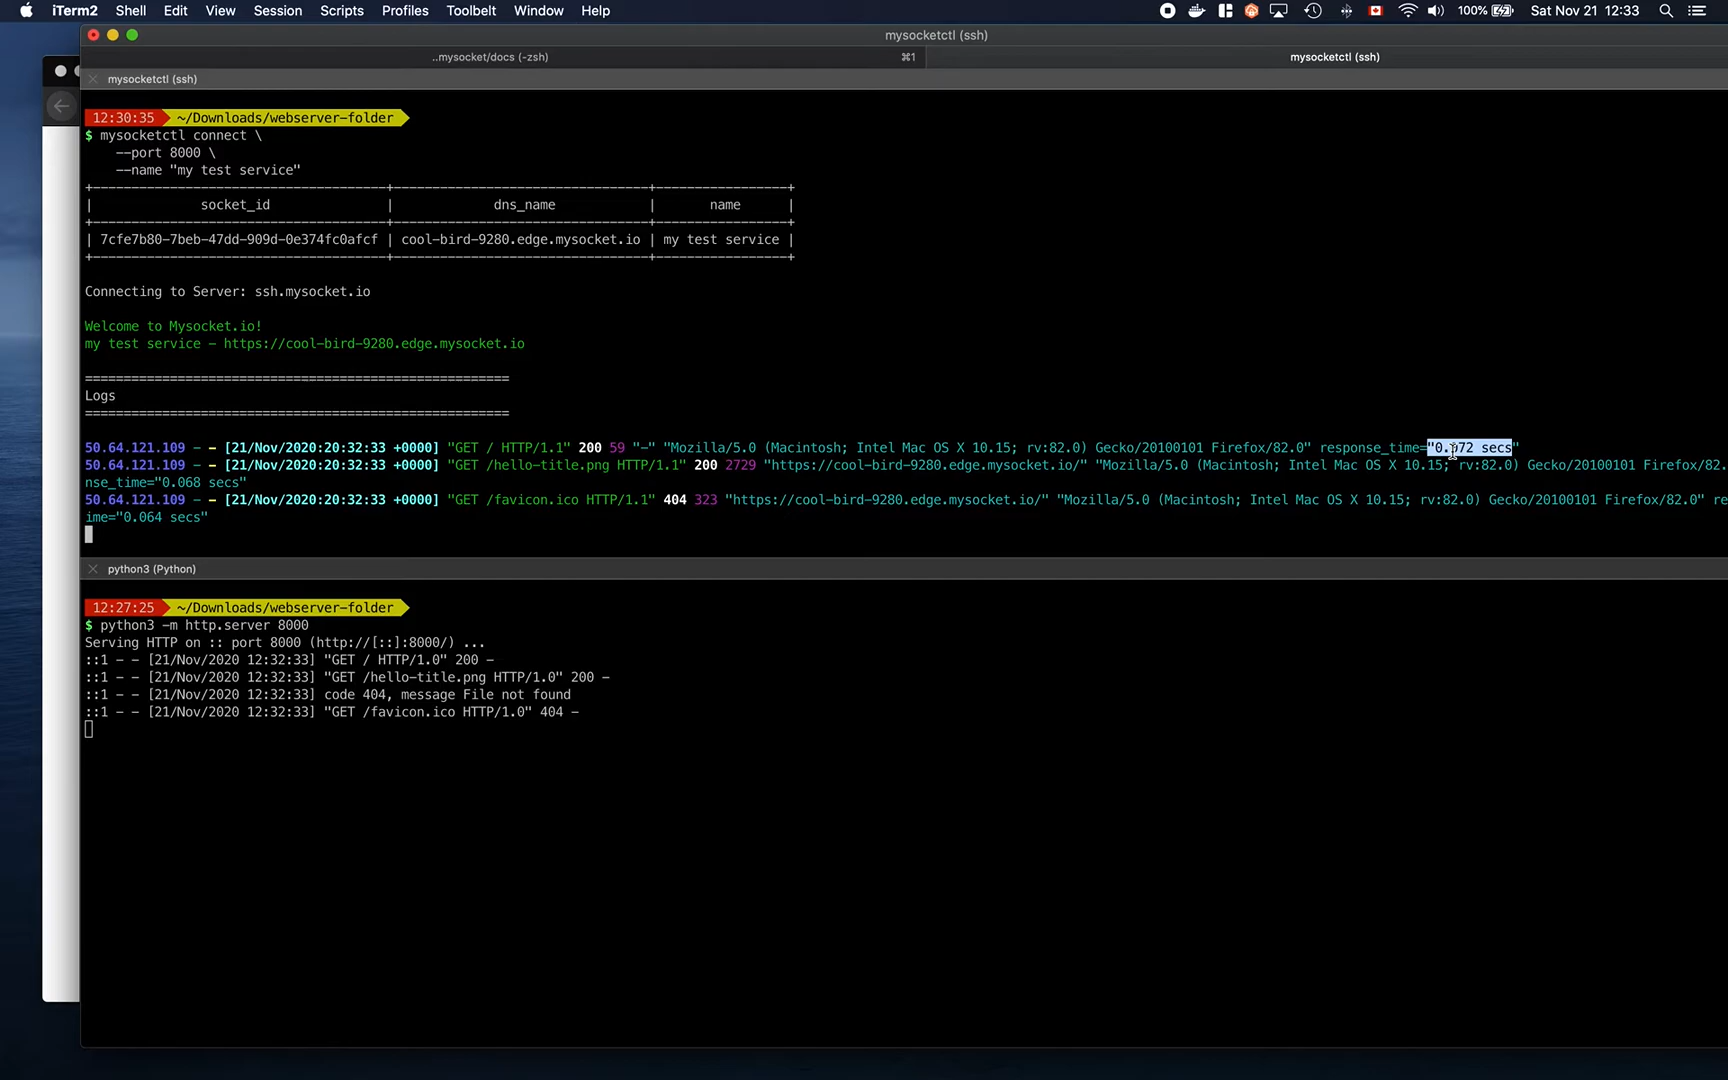 iTerm2 Shell Edit View Session Scripts Profiles Toolbelt Window Help 100% Sat Nov 21 12:33
mysocketctl (ssh)
..mysocket/docs (-zsh) ⌘1 mysocketctl (ssh)
mysocketctl (ssh)
12:30:35 ~/Downloads/webserver-folder
$ mysocketctl connect \
--port 8000 \
--name "my test service"
+---------------------------------------+----------------------------------+------------------+
| socket_id | dns_name | name |
+---------------------------------------+----------------------------------+------------------+
| 7cfe7b80-7beb-47dd-909d-0e374fc0afcf | cool-bird-9280.edge.mysocket.io | my test service |
+---------------------------------------+----------------------------------+------------------+
Connecting to Server: ssh.mysocket.io
Welcome to Mysocket.io!
my test service - https://cool-bird-9280.edge.mysocket.io
=======================================================
Logs
=======================================================
50.64.121.109 - - [21/Nov/2020:20:32:33 +0000] "GET / HTTP/1.1" 200 59 "-" "Mozilla/5.0 (Macintosh; Intel Mac OS X 10.15; rv:82.0) Gecko/20100101 Firefox/82.0" response_time="0.072 secs"
50.64.121.109 - - [21/Nov/2020:20:32:33 +0000] "GET /hello-title.png HTTP/1.1" 200 2729 "https://cool-bird-9280.edge.mysocket.io/" "Mozilla/5.0 (Macintosh; Intel Mac OS X 10.15; rv:82.0) Gecko/20100101 Firefox/82.
nse_time="0.068 secs"
50.64.121.109 - - [21/Nov/2020:20:32:33 +0000] "GET /favicon.ico HTTP/1.1" 404 323 "https://cool-bird-9280.edge.mysocket.io/" "Mozilla/5.0 (Macintosh; Intel Mac OS X 10.15; rv:82.0) Gecko/20100101 Firefox/82.0" re
ime="0.064 secs"
python3 (Python)
12:27:25 ~/Downloads/webserver-folder
$ python3 -m http.server 8000
Serving HTTP on :: port 8000 (http://[::]:8000/) ...
::1 - - [21/Nov/2020 12:32:33] "GET / HTTP/1.0" 200 -
::1 - - [21/Nov/2020 12:32:33] "GET /hello-title.png HTTP/1.0" 200 -
::1 - - [21/Nov/2020 12:32:33] code 404, message File not found
::1 - - [21/Nov/2020 12:32:33] "GET /favicon.ico HTTP/1.0" 404 -